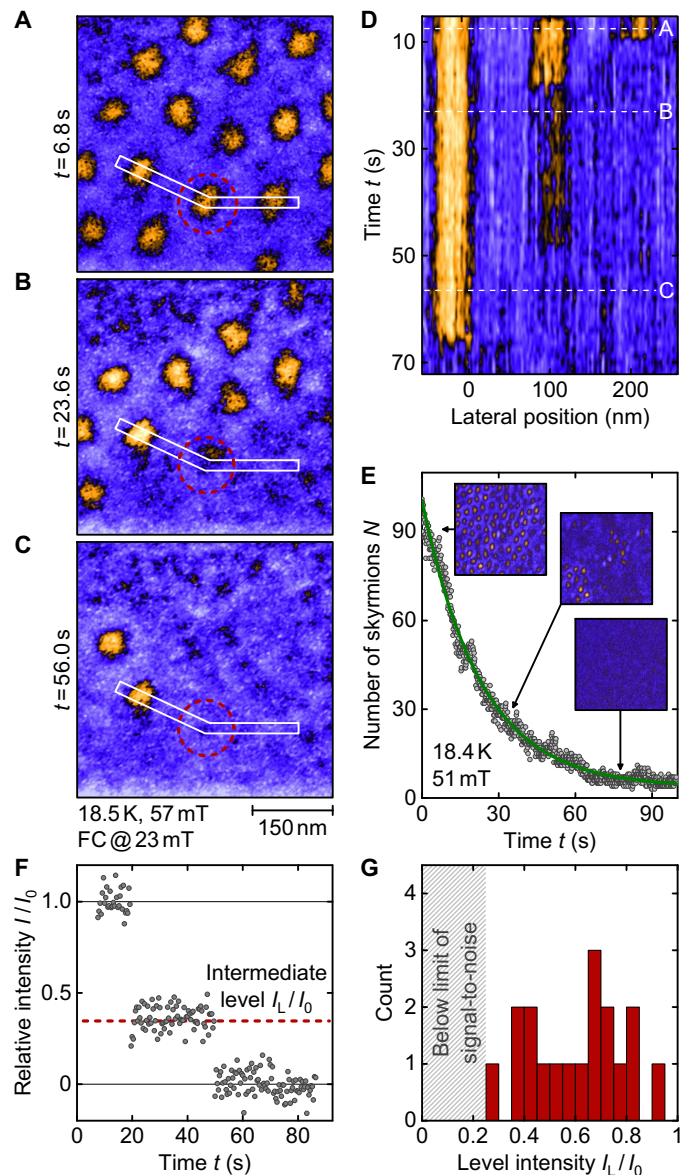 A
t = 6.8 s
B
t = 23.6 s
C
t = 56.0 s
18.5 K, 57 mT
FC @ 23 mT
150 nm
D
10
30
50
70
Time t (s)
A
B
C
0
100
200
Lateral position (nm)
E
90
60
30
0
Number of skyrmions N
18.4 K
51 mT
0
30
60
90
Time t (s)
F
1.0
0.5
0
Relative intensity I / I0
Intermediate
level IL / I0
0
20
40
60
80
Time t (s)
G
4
3
2
1
0
Count
Below limit of
signal-to-noise
0
0.2
0.4
0.6
0.8
1
Level intensity IL / I0